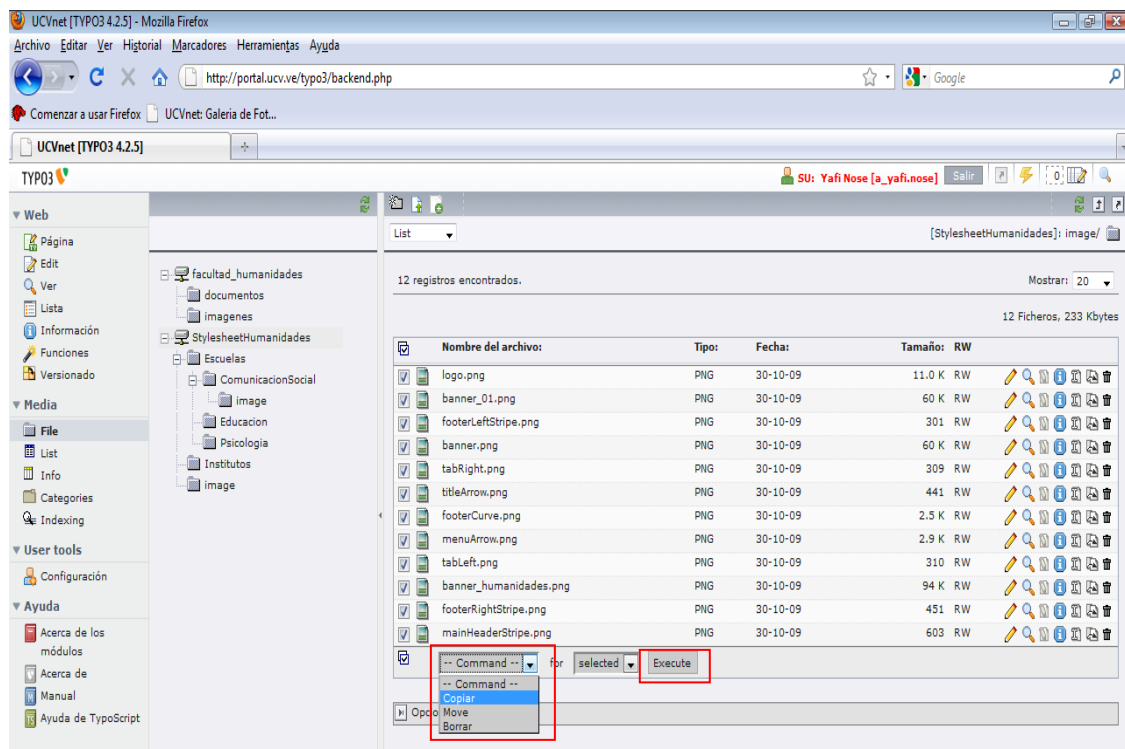 UCVnet [TYPO3 4.2.5] - Mozilla Firefox
Archivo Editar Ver Historial Marcadores Herramientas Ayuda
http://portal.ucv.ve/typo3/backend.php
Google
Comenzar a usar Firefox UCVnet: Galeria de Fot...
UCVnet [TYPO3 4.2.5]
TYPO3
SU: Yafi Nose [a_yafi.nose] Salir 0
Web
Página
Edit
Ver
Lista
Información
Funciones
Versionado
Media
File
List
Info
Categories
Indexing
User tools
Configuración
Ayuda
Acerca de los
módulos
Acerca de
Manual
Ayuda de TypoScript
facultad_humanidades
documentos
imagenes
StylesheetHumanidades
Escuelas
ComunicacionSocial
image
Educacion
Psicologia
Institutos
image
List [StylesheetHumanidades]: image/
12 registros encontrados. Mostrar: 20
12 Ficheros, 233 Kbytes
Nombre del archivo: Tipo: Fecha: Tamaño: RW
logo.png PNG 30-10-09 11.0 K RW
banner_01.png PNG 30-10-09 60 K RW
footerLeftStripe.png PNG 30-10-09 301 RW
banner.png PNG 30-10-09 60 K RW
tabRight.png PNG 30-10-09 309 RW
titleArrow.png PNG 30-10-09 441 RW
footerCurve.png PNG 30-10-09 2.5 K RW
menuArrow.png PNG 30-10-09 2.9 K RW
tabLeft.png PNG 30-10-09 310 RW
banner_humanidades.png PNG 30-10-09 94 K RW
footerRightStripe.png PNG 30-10-09 451 RW
mainHeaderStripe.png PNG 30-10-09 603 RW
-- Command -- for selected Execute
-- Command --
Copiar
Move
Borrar